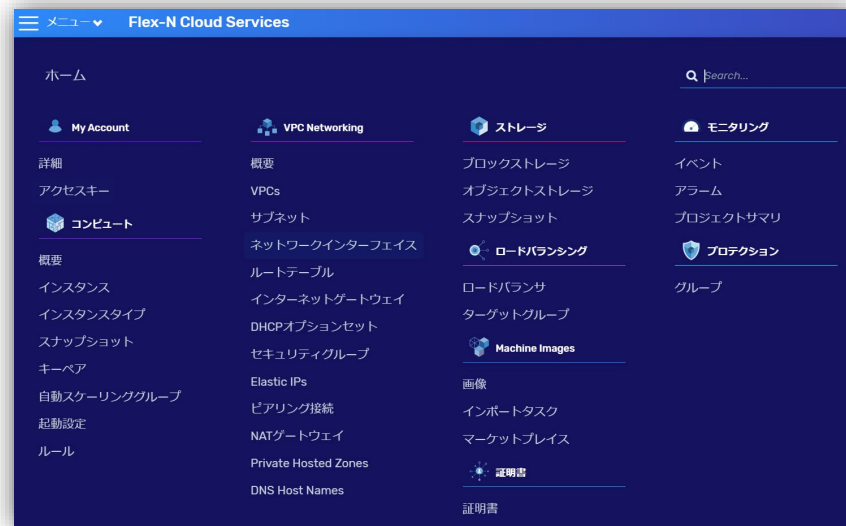 メニュー Flex-N Cloud Services
ホーム
Search...
My Account
詳細
アクセスキー
コンピュート
概要
インスタンス
インスタンスタイプ
スナップショット
キーペア
自動スケーリンググループ
起動設定
ルール
VPC Networking
概要
VPCs
サブネット
ネットワークインターフェイス
ルートテーブル
インターネットゲートウェイ
DHCPオプションセット
セキュリティグループ
Elastic IPs
ピアリング接続
NATゲートウェイ
Private Hosted Zones
DNS Host Names
ストレージ
ブロックストレージ
オブジェクトストレージ
スナップショット
ロードバランシング
ロードバランサ
ターゲットグループ
Machine Images
画像
インポートタスク
マーケットプレイス
証明書
証明書
モニタリング
イベント
アラーム
プロジェクトサマリ
プロテクション
グループ